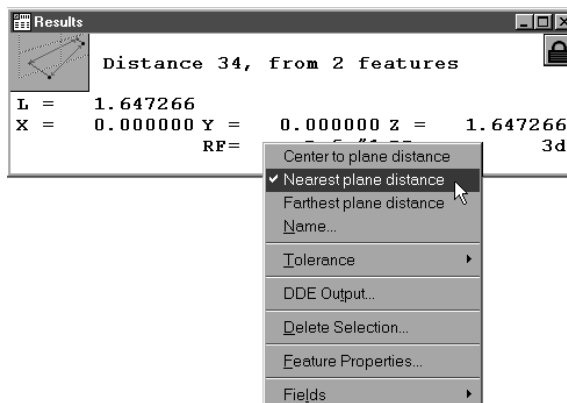 Results
Distance 34, from 2 features
L = 1.647266
X = 0.000000 Y = 0.000000 Z = 1.647266
RF= 3d
Center to plane distance
Nearest plane distance
Farthest plane distance
Name...
Tolerance
DDE Output...
Delete Selection...
Feature Properties...
Fields